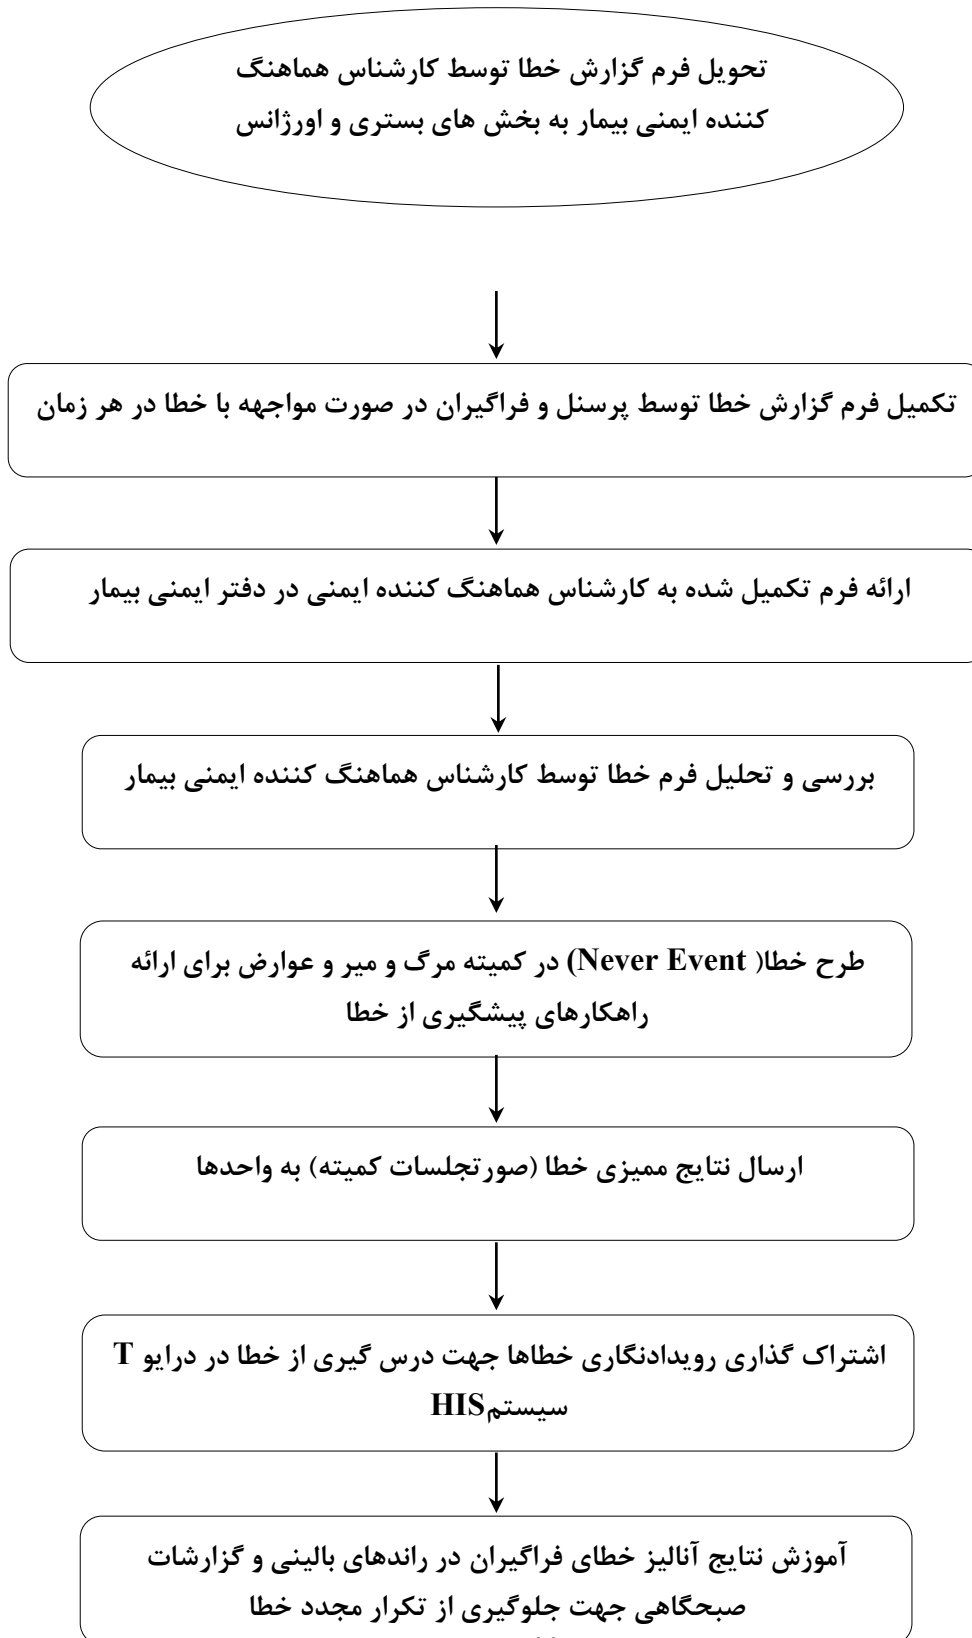 تحویل فرم گزارش خطا توسط کارشناس هماهنگ
کننده ایمنی بیمار به بخش های بستری و اورژانس
تکمیل فرم گزارش خطا توسط پرسنل و فراگیران در صورت مواجهه با خطا در هر زمان
ارائه فرم تکمیل شده به کارشناس هماهنگ کننده ایمنی در دفتر ایمنی بیمار
بررسی و تحلیل فرم خطا توسط کارشناس هماهنگ کننده ایمنی بیمار
طرح خطا( Never Event) در کمیته مرگ و میر و عوارض برای ارائه
راهکارهای پیشگیری از خطا
ارسال نتایج ممیزی خطا (صورتجلسات کمیته) به واحدها
اشتراک گذاری رویدادنگاری خطاها جهت درس گیری از خطا در درایو T
سیستمHIS
آموزش نتایج آنالیز خطای فراگیران در راندهای بالینی و گزارشات
صبحگاهی جهت جلوگیری از تکرار مجدد خطا